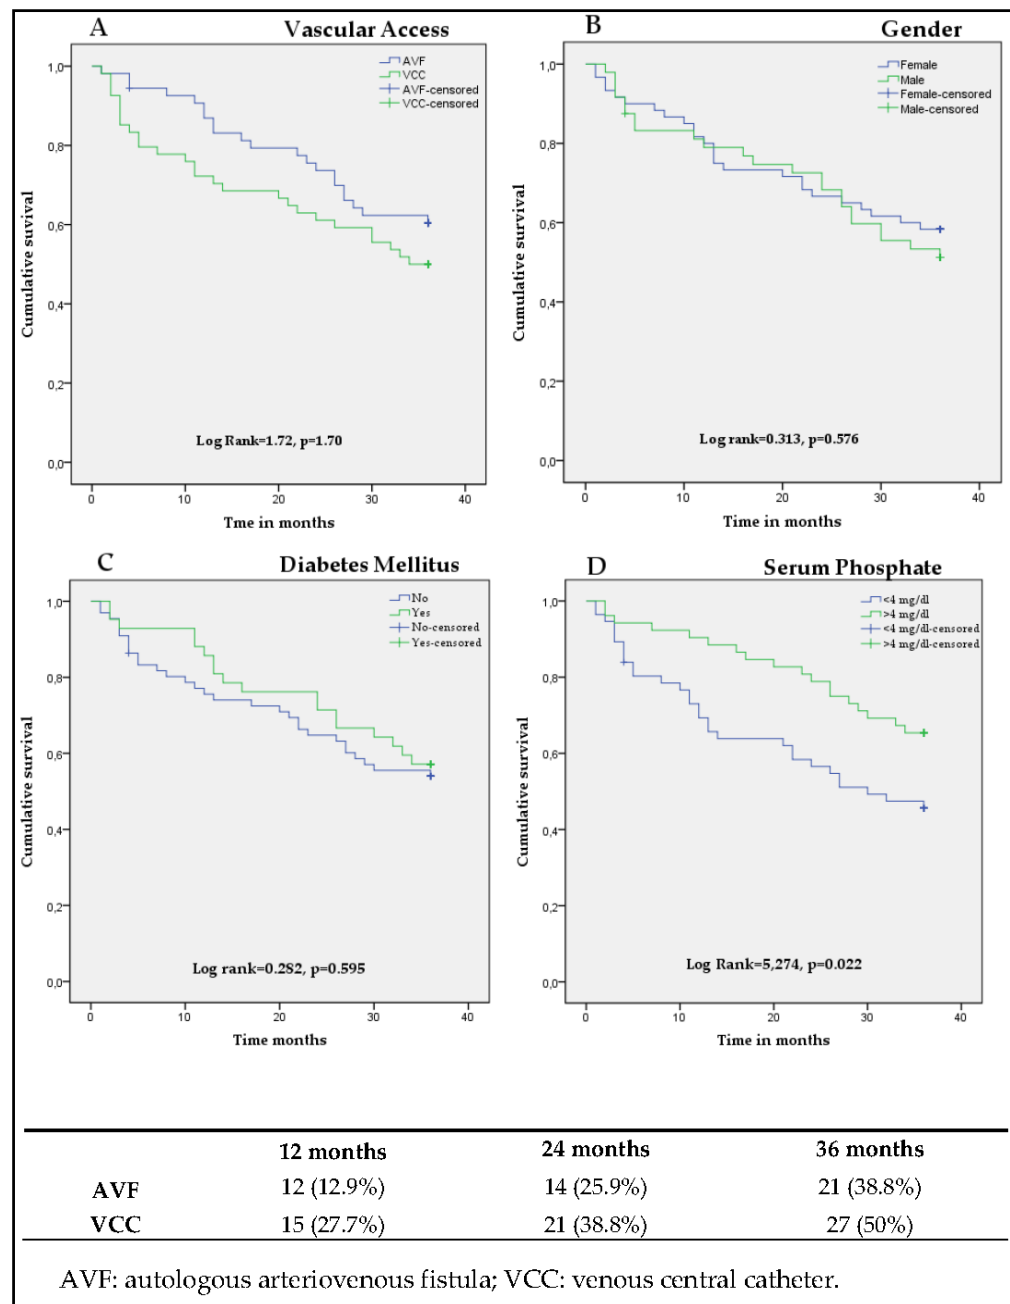 A
Vascular Access
AVF
VCC
AVF-censored
VCC-censored
Cumulative survival
1,0
0,8
0,6
0,4
0,2
0,0
Log Rank=1.72, p=1.70
0 10 20 30 40
Tme in months
B
Gender
Female
Male
Female-censored
Male-censored
Cumulative survival
1,0
0,8
0,6
0,4
0,2
0,0
Log rank=0.313, p=0.576
0 10 20 30 40
Time in months
C
Diabetes Mellitus
No
Yes
No-censored
Yes-censored
Cumulative survival
1,0
0,8
0,6
0,4
0,2
0,0
Log rank=0.282, p=0.595
0 10 20 30 40
Time months
D
Serum Phosphate
<4 mg/dl
>4 mg/dl
<4 mg/dl-censored
>4 mg/dl-censored
Cumulative survival
1,0
0,8
0,6
0,4
0,2
0,0
Log Rank=5,274, p=0.022
0 10 20 30 40
Time in months
12 months 24 months 36 months
AVF 12 (12.9%) 14 (25.9%) 21 (38.8%)
VCC 15 (27.7%) 21 (38.8%) 27 (50%)
AVF: autologous arteriovenous fistula; VCC: venous central catheter.